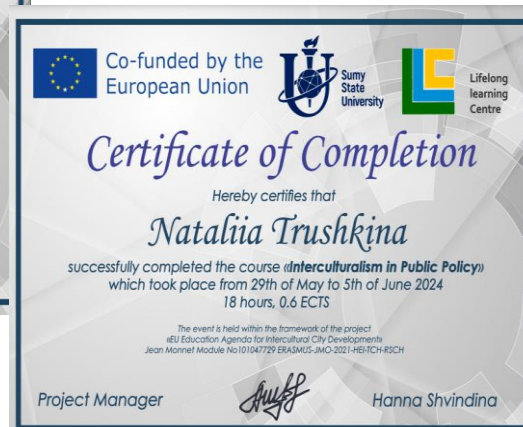 Co-funded by the
European Union
Sumy
State
University
Lifelong
learning
Centre
Certificate of Completion
Hereby certifies that
Nataliia Trushkina
successfully completed the course «Interculturalism in Public Policy»
which took place from 29th of May to 5th of June 2024
18 hours, 0.6 ECTS
The event is held within the framework of the project
«EU Education Agenda for Intercultural City Development»
Jean Monnet Module No101047729 ERASMUS-JMO-2021-HEI-TCH-RSCH
Project Manager
Hanna Shvindina